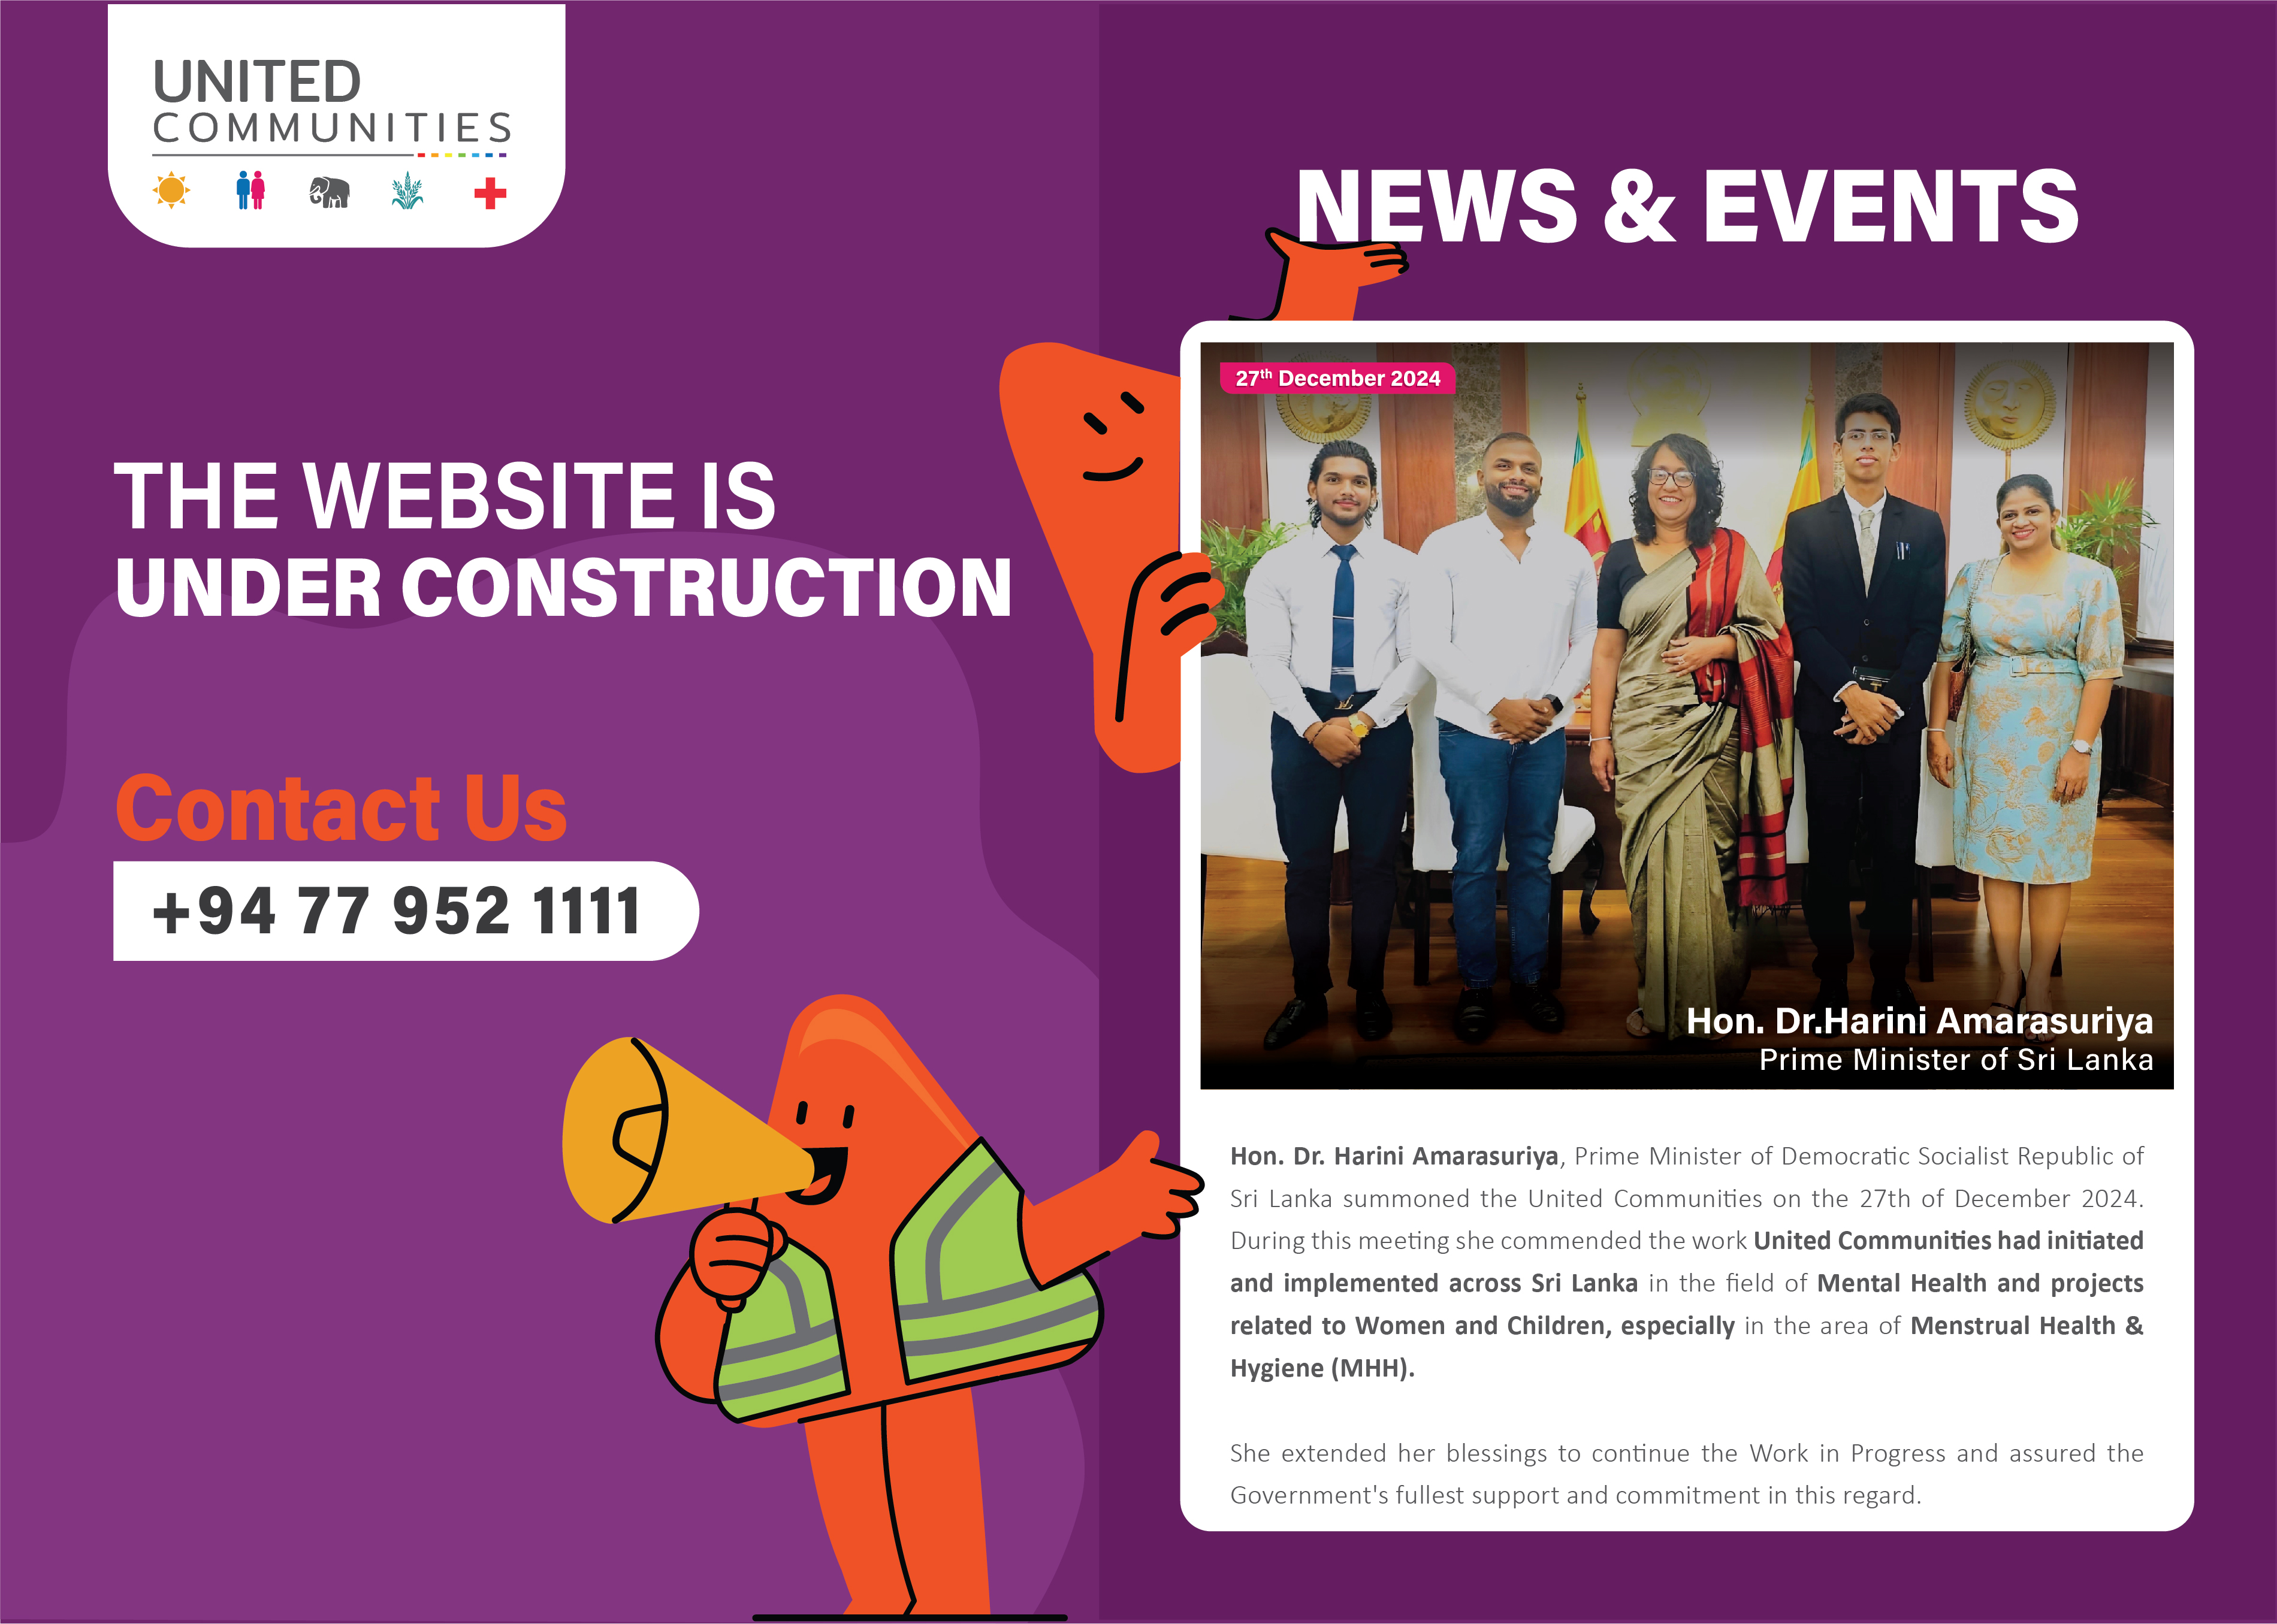 UNITED
COMMUNITIES
THE WEBSITE IS
UNDER CONSTRUCTION
Contact Us
+94 77 952 1111
NEWS & EVENTS
27th December 2024
Hon. Dr.Harini Amarasuriya
Prime Minister of Sri Lanka
Hon. Dr. Harini Amarasuriya, Prime Minister of Democratic Socialist Republic of
Sri Lanka summoned the United Communities on the 27th of December 2024.
During this meeting she commended the work United Communities had initiated
and implemented across Sri Lanka in the field of Mental Health and projects
related to Women and Children, especially in the area of Menstrual Health &
Hygiene (MHH).
She extended her blessings to continue the Work in Progress and assured the
Government's fullest support and commitment in this regard.